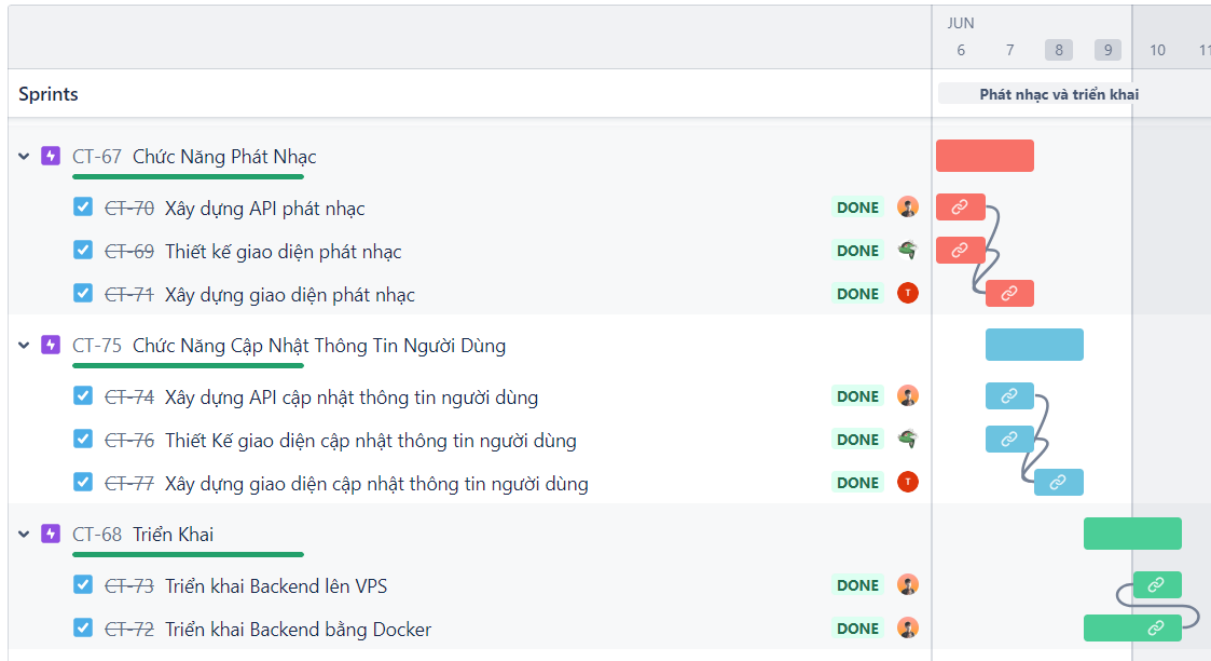 JUN
6 7 8 9 10 11
Sprints Phát nhạc và triển khai
CT-67 Chức Năng Phát Nhạc
CT-70 Xây dựng API phát nhạc DONE
CT-69 Thiết kế giao diện phát nhạc DONE
CT-71 Xây dựng giao diện phát nhạc DONE T
CT-75 Chức Năng Cập Nhật Thông Tin Người Dùng
CT-74 Xây dựng API cập nhật thông tin người dùng DONE
CT-76 Thiết Kế giao diện cập nhật thông tin người dùng DONE
CT-77 Xây dựng giao diện cập nhật thông tin người dùng DONE T
CT-68 Triển Khai
CT-73 Triển khai Backend lên VPS DONE
CT-72 Triển khai Backend bằng Docker DONE